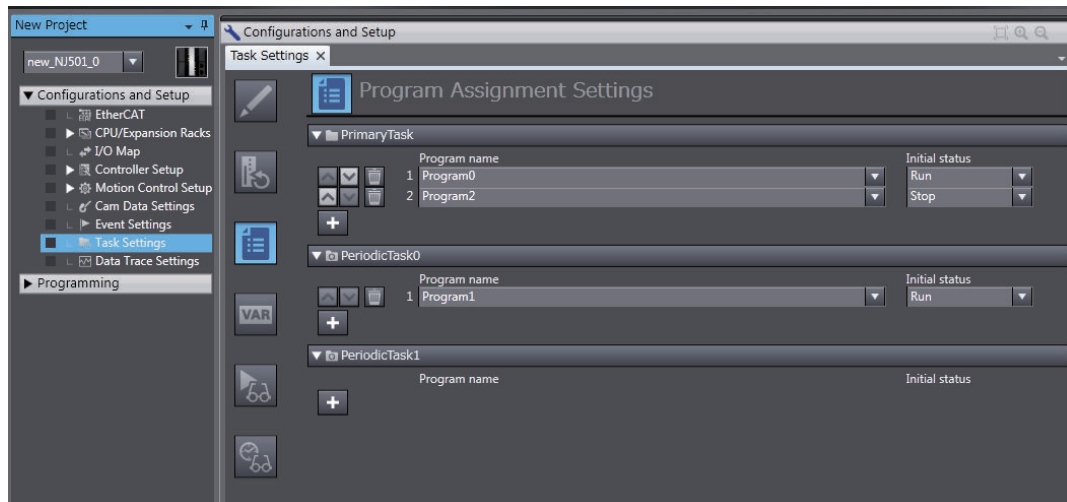 New Project
new_NJ501_0
Configurations and Setup
EtherCAT
CPU/Expansion Racks
I/O Map
Controller Setup
Motion Control Setup
Cam Data Settings
Event Settings
Task Settings
Data Trace Settings
Programming
Configurations and Setup
Task Settings
Program Assignment Settings
PrimaryTask
Program name Initial status
1 Program0 Run
2 Program2 Stop
PeriodicTask0
Program name Initial status
1 Program1 Run
PeriodicTask1
Program name Initial status
VAR